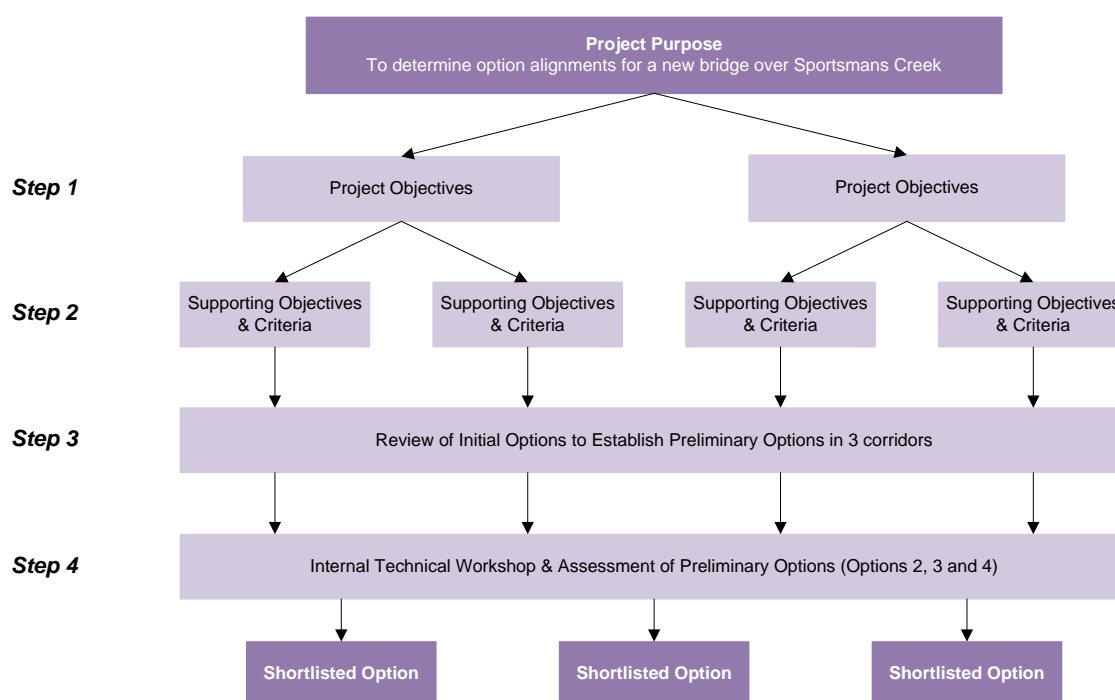 Project Purpose
To determine option alignments for a new bridge over Sportsmans Creek
Step 1
Project Objectives
Project Objectives
Step 2
Supporting Objectives
& Criteria
Supporting Objectives
& Criteria
Supporting Objectives
& Criteria
Supporting Objectives
& Criteria
Step 3
Review of Initial Options to Establish Preliminary Options in 3 corridors
Step 4
Internal Technical Workshop & Assessment of Preliminary Options (Options 2, 3 and 4)
Shortlisted Option
Shortlisted Option
Shortlisted Option